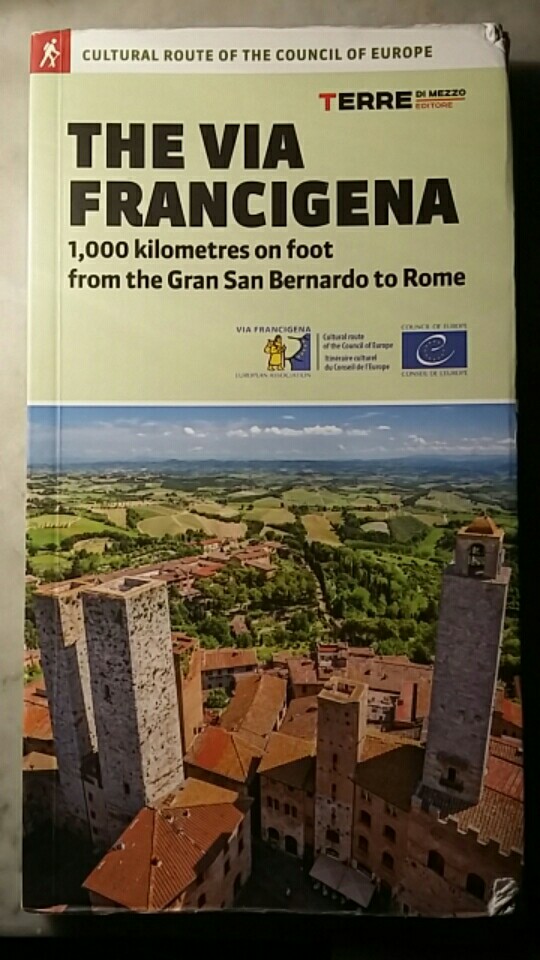 CULTURAL ROUTE OF THE COUNCIL OF EUROPE
TERRE DI MEZZO
EDITORE
THE VIA
FRANCIGENA
1,000 kilometres on foot
from the Gran San Bernardo to Rome
VIA FRANCIGENA
EUROPEAN ASSOCIATION
Cultural route
of the Council of Europe
Itinéraire culturel
du Conseil de l'Europe
COUNCIL OF EUROPE
CONSEIL DE L'EUROPE